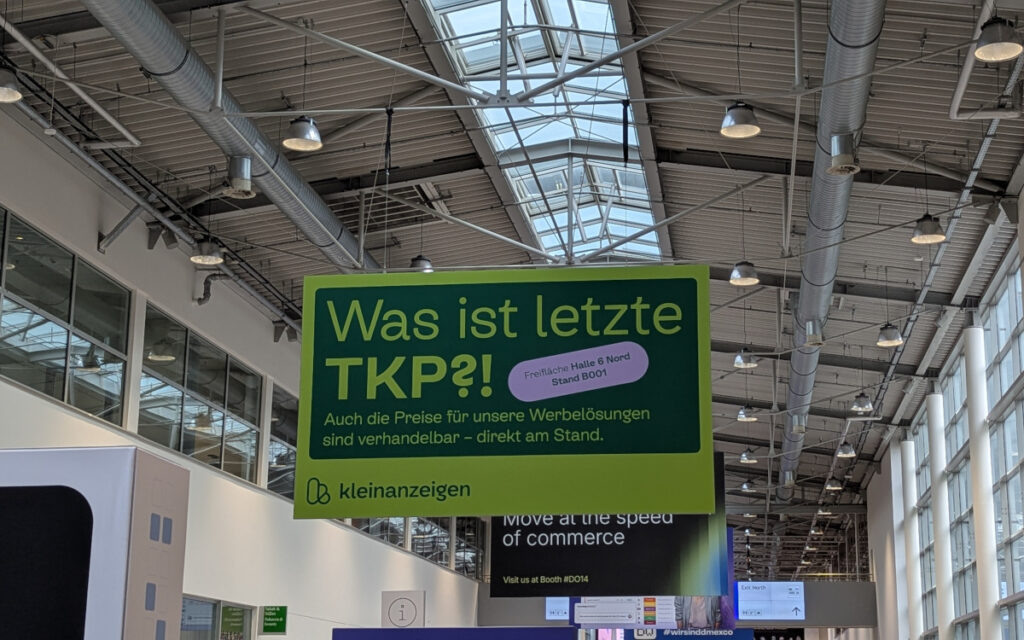 Was ist letzte
TKP?!
Freifläche Halle 6 Nord
Stand B001
Auch die Preise für unsere Werbelösungen
sind verhandelbar – direkt am Stand.
kleinanzeigen
Move at the speed
of commerce
Visit us at Booth #DO14
Exit North
#wirsinddmexco